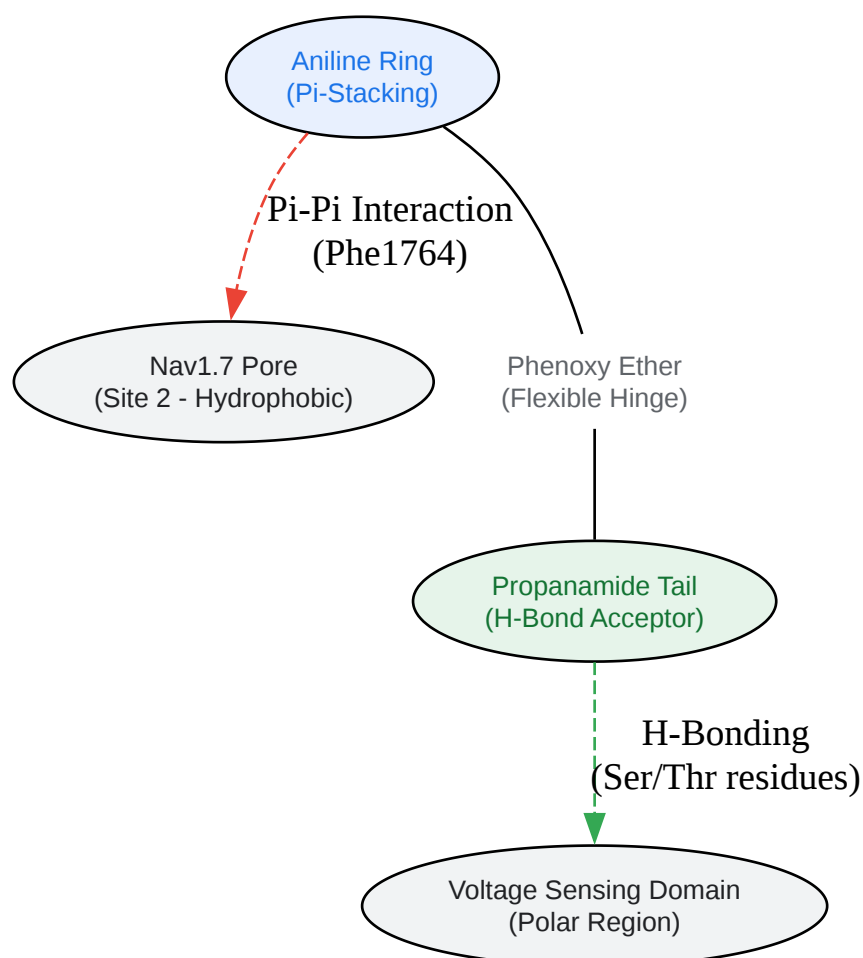 Aniline Ring
(Pi-Stacking)
Pi-Pi Interaction
(Phe1764)
Nav1.7 Pore
(Site 2 - Hydrophobic)
Phenoxy Ether
(Flexible Hinge)
Propanamide Tail
(H-Bond Acceptor)
H-Bonding
(Ser/Thr residues)
Voltage Sensing Domain
(Polar Region)